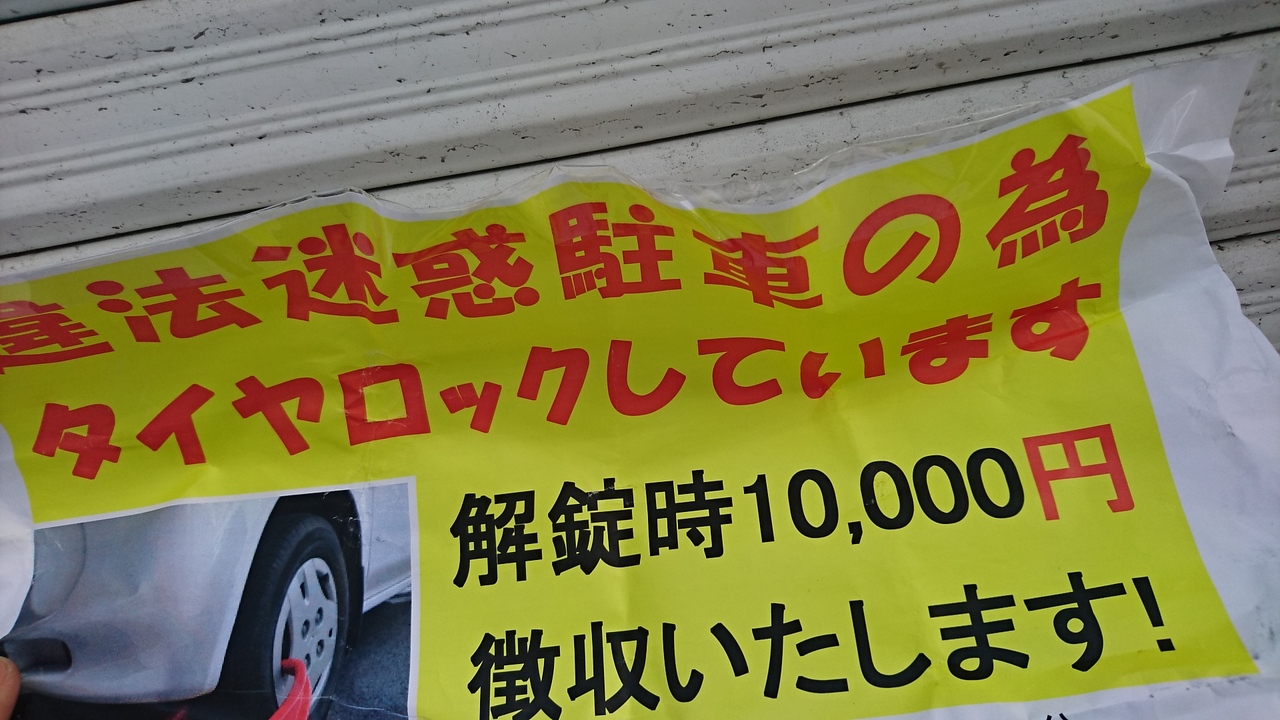 違法迷惑駐車の為
タイヤロックしています
解錠時10,000円
徴収いたします!